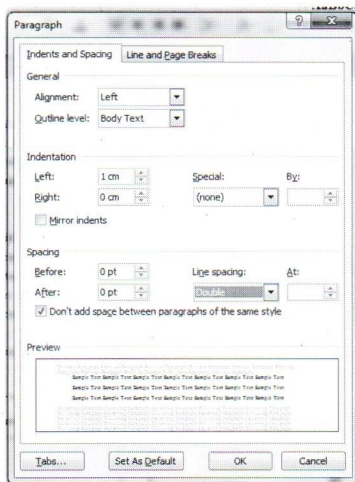 Paragraph
Indents and Spacing Line and Page Breaks
General
Alignment: Left
Outline level: Body Text
Indentation
Left: 1 cm Special: By:
Right: 0 cm (none)
Mirror indents
Spacing
Before: 0 pt Line spacing: At:
After: 0 pt Double
Don't add space between paragraphs of the same style
Preview
Sample Text Sample Text Sample Text Sample Text Sample Text Sample Text Sample Text
Sample Text Sample Text Sample Text Sample Text Sample Text Sample Text Sample Text
Sample Text Sample Text Sample Text Sample Text Sample Text Sample Text Sample Text
Tabs... Set As Default OK Cancel